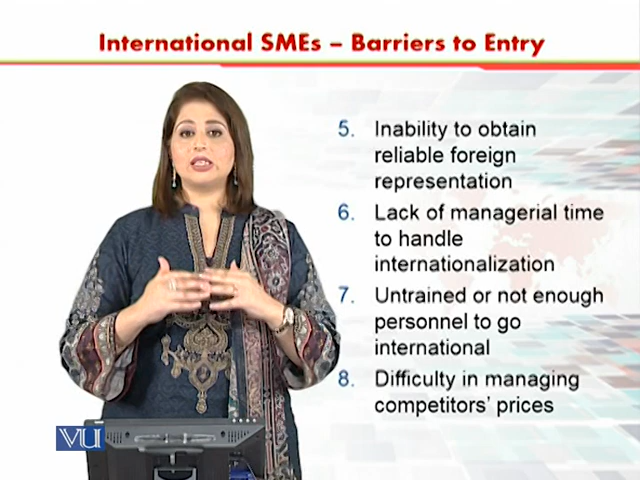 International SMEs – Barriers to Entry
5. Inability to obtain
reliable foreign
representation
6. Lack of managerial time
to handle
internationalization
7. Untrained or not enough
personnel to go
international
8. Difficulty in managing
competitors' prices
VU